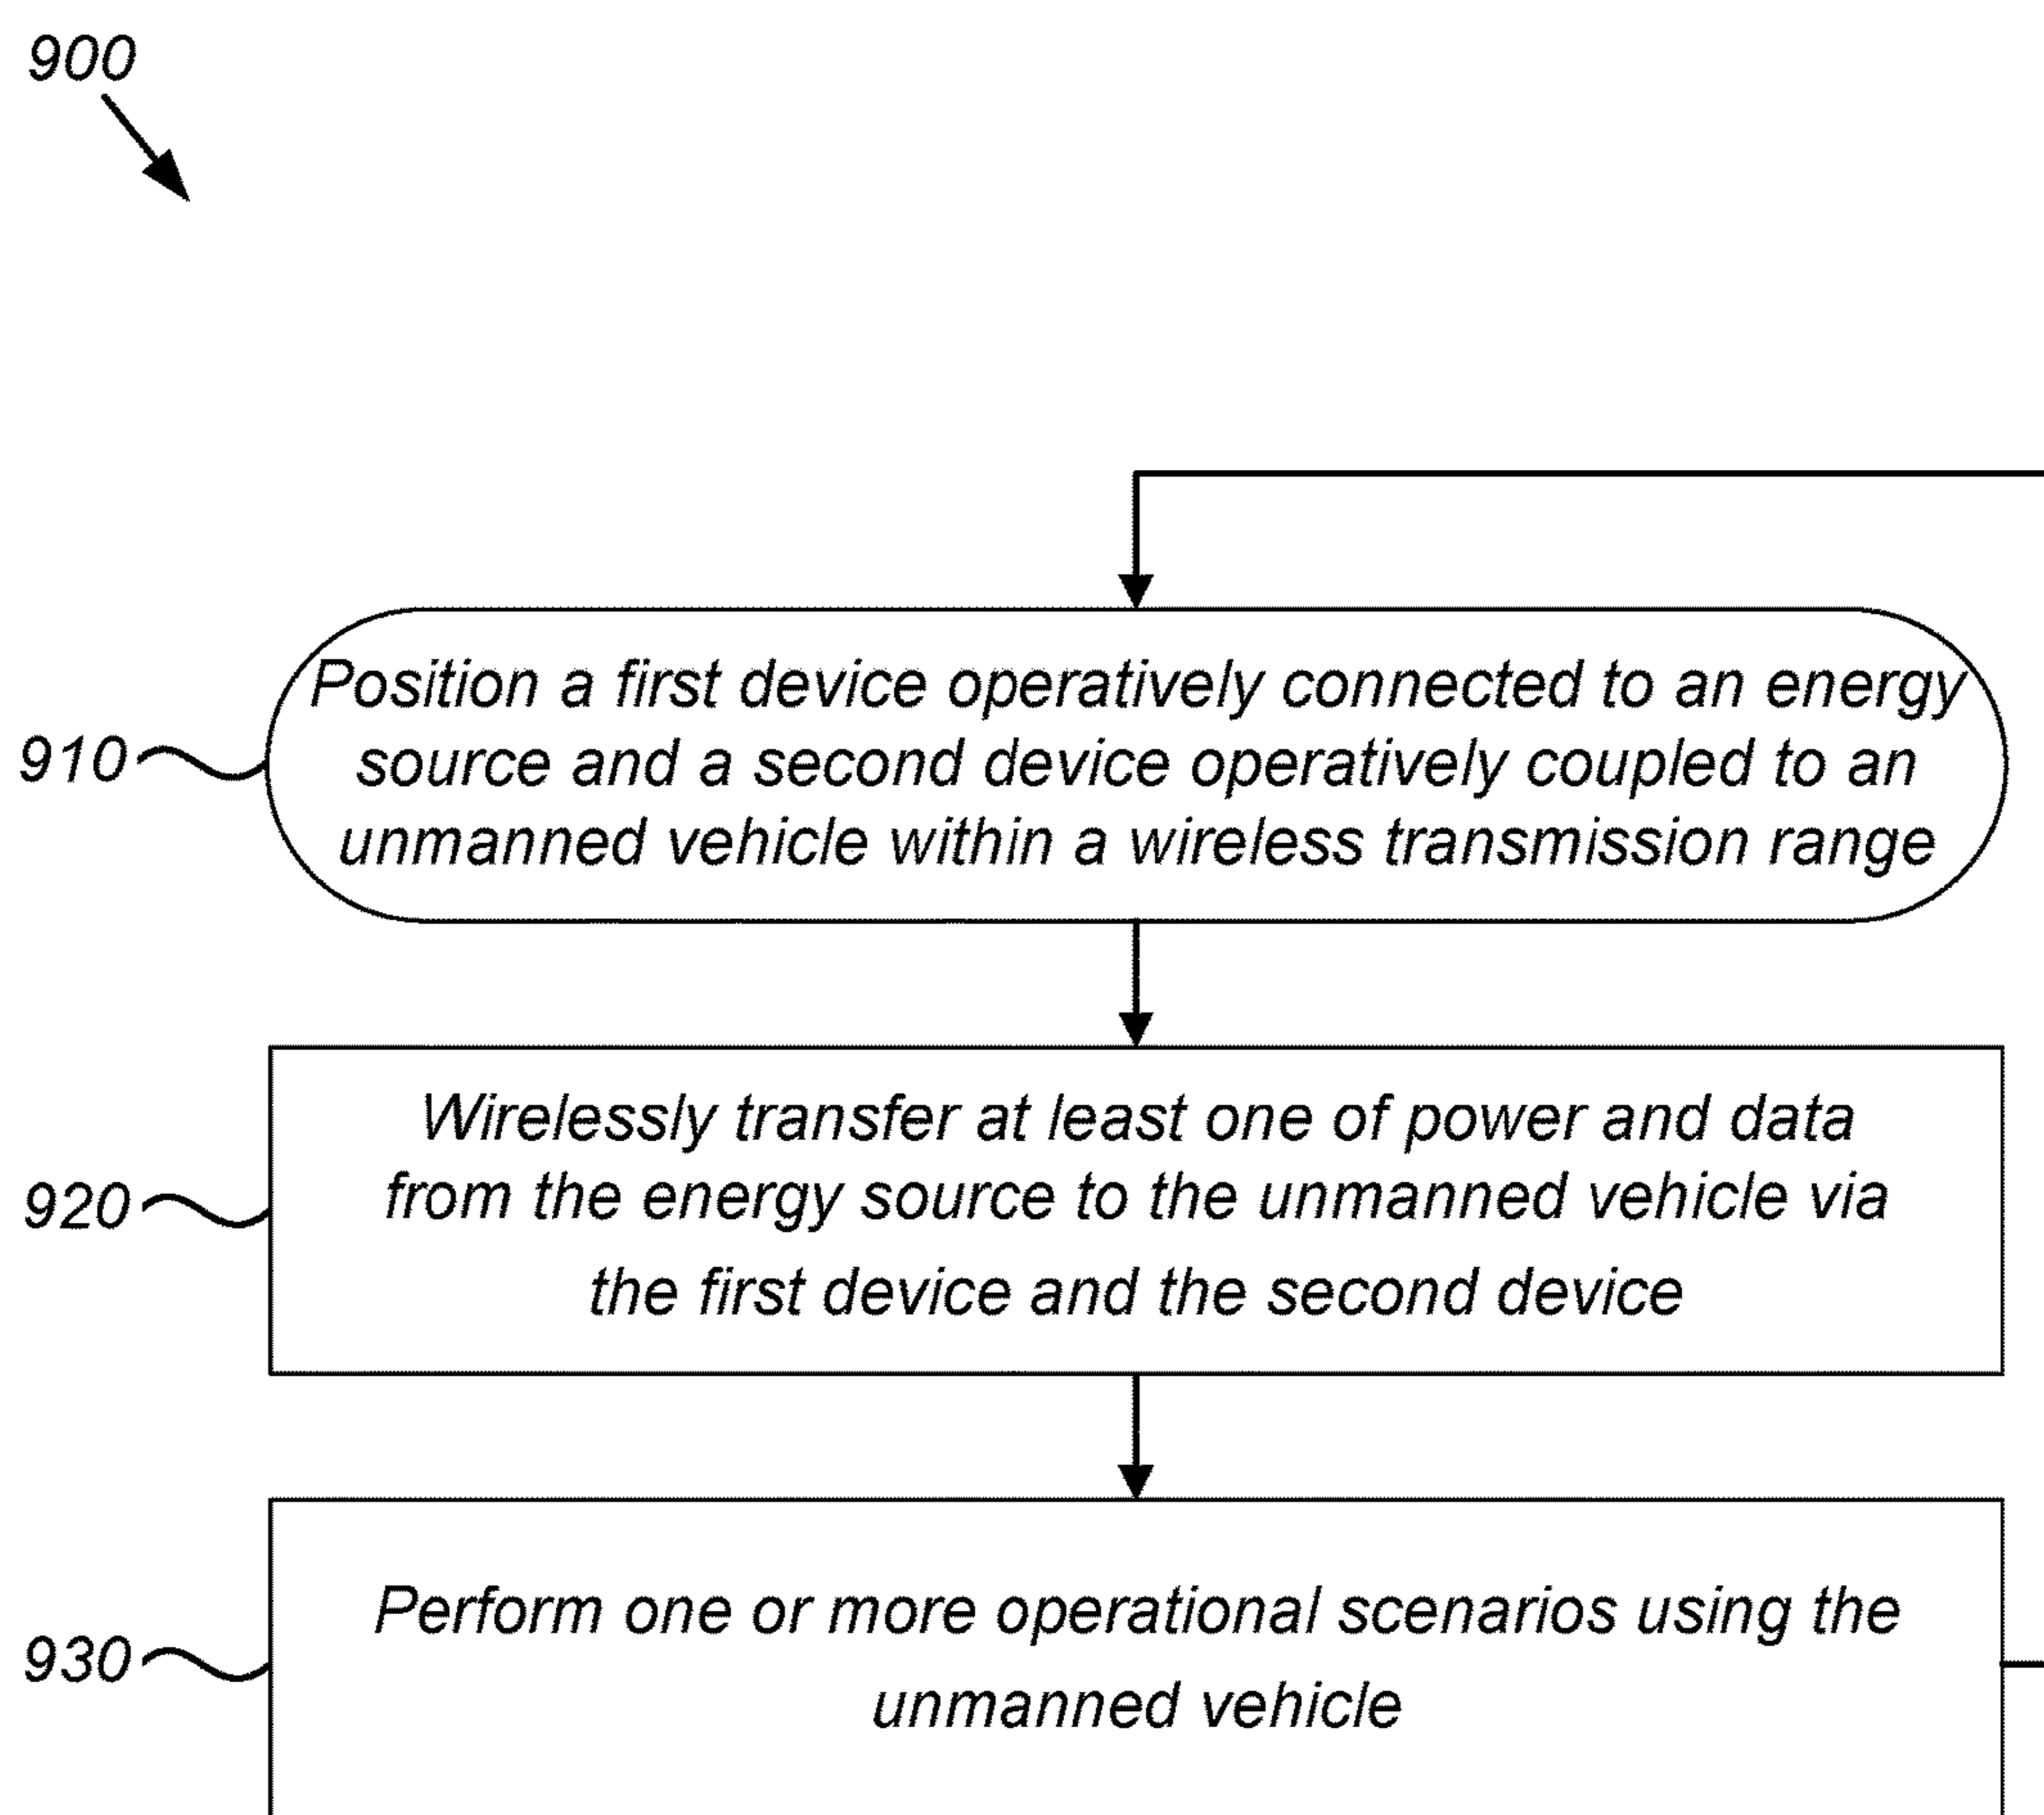 900
Position a first device operatively connected to an energy
source and a second device operatively coupled to an
unmanned vehicle within a wireless transmission range
910
Wirelessly transfer at least one of power and data
from the energy source to the unmanned vehicle via
the first device and the second device
920
Perform one or more operational scenarios using the
unmanned vehicle
930